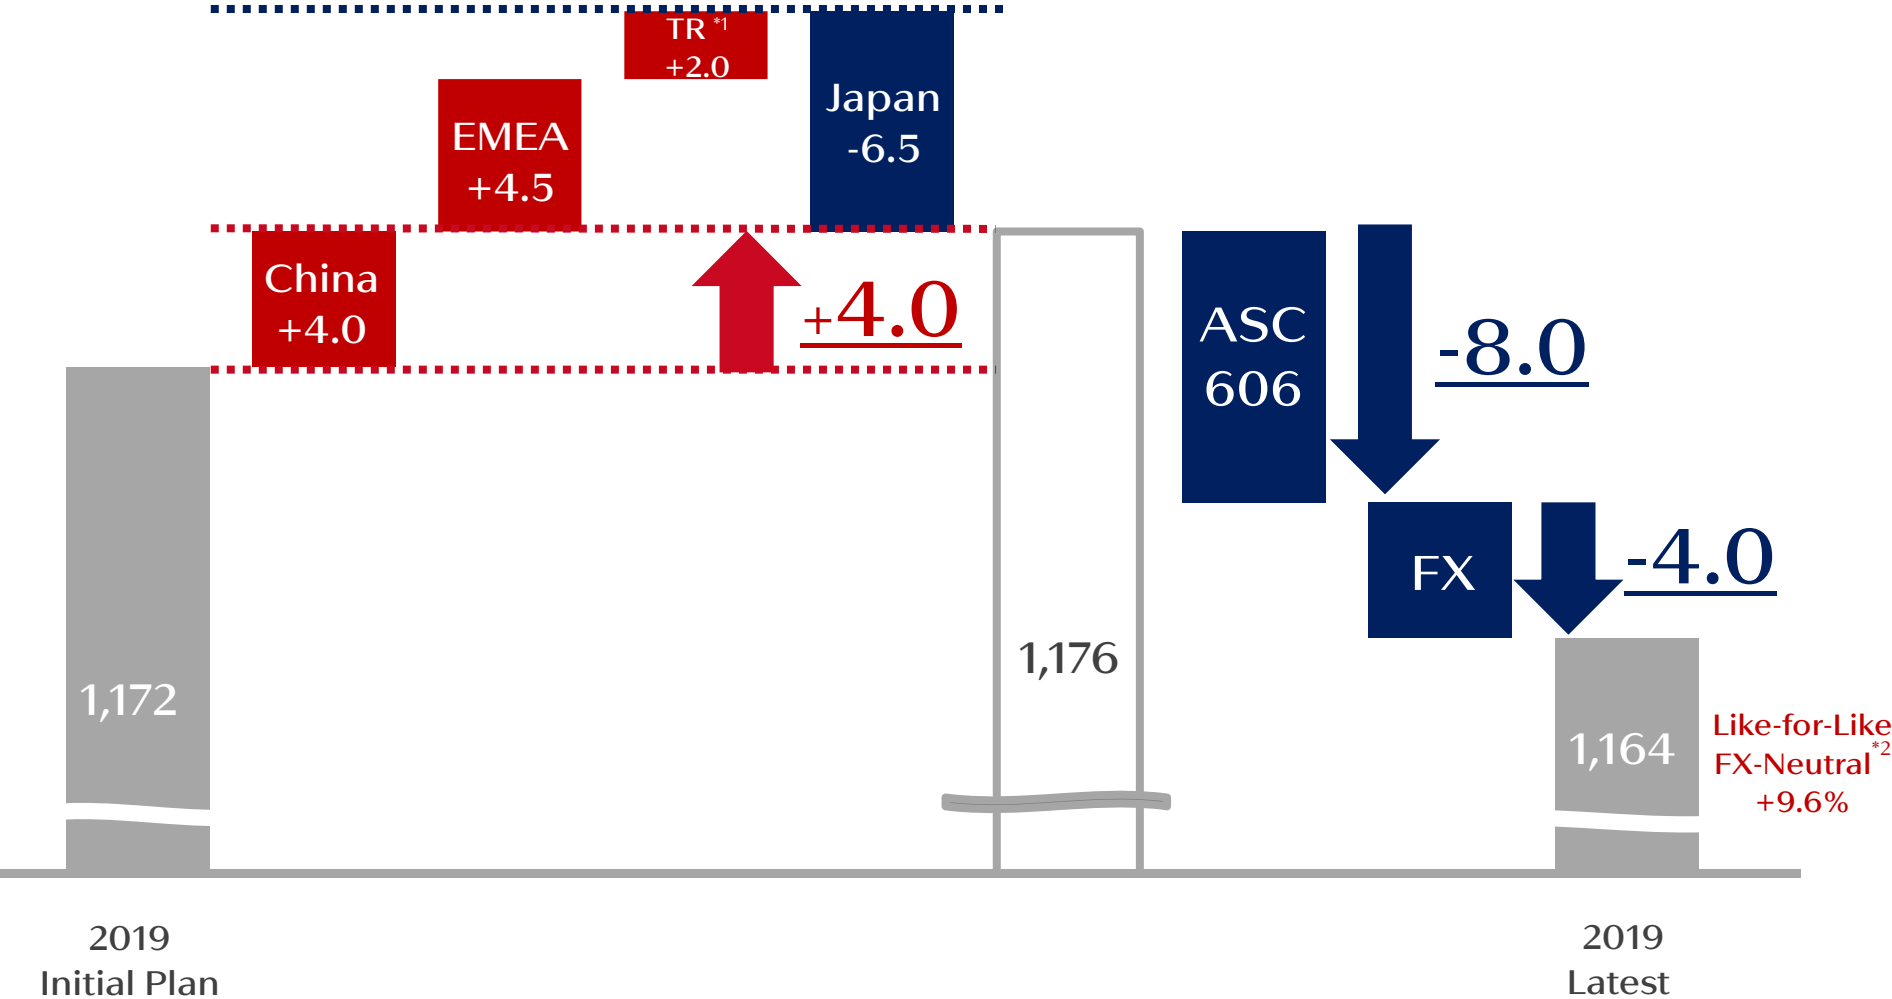 TR *1
+2.0
Japan
-6.5
EMEA
+4.5
China
+4.0
+4.0
ASC
606
-8.0
FX
-4.0
1,172
1,176
1,164
Like-for-Like
FX-Neutral*2
+9.6%
2019
Initial Plan
2019
Latest